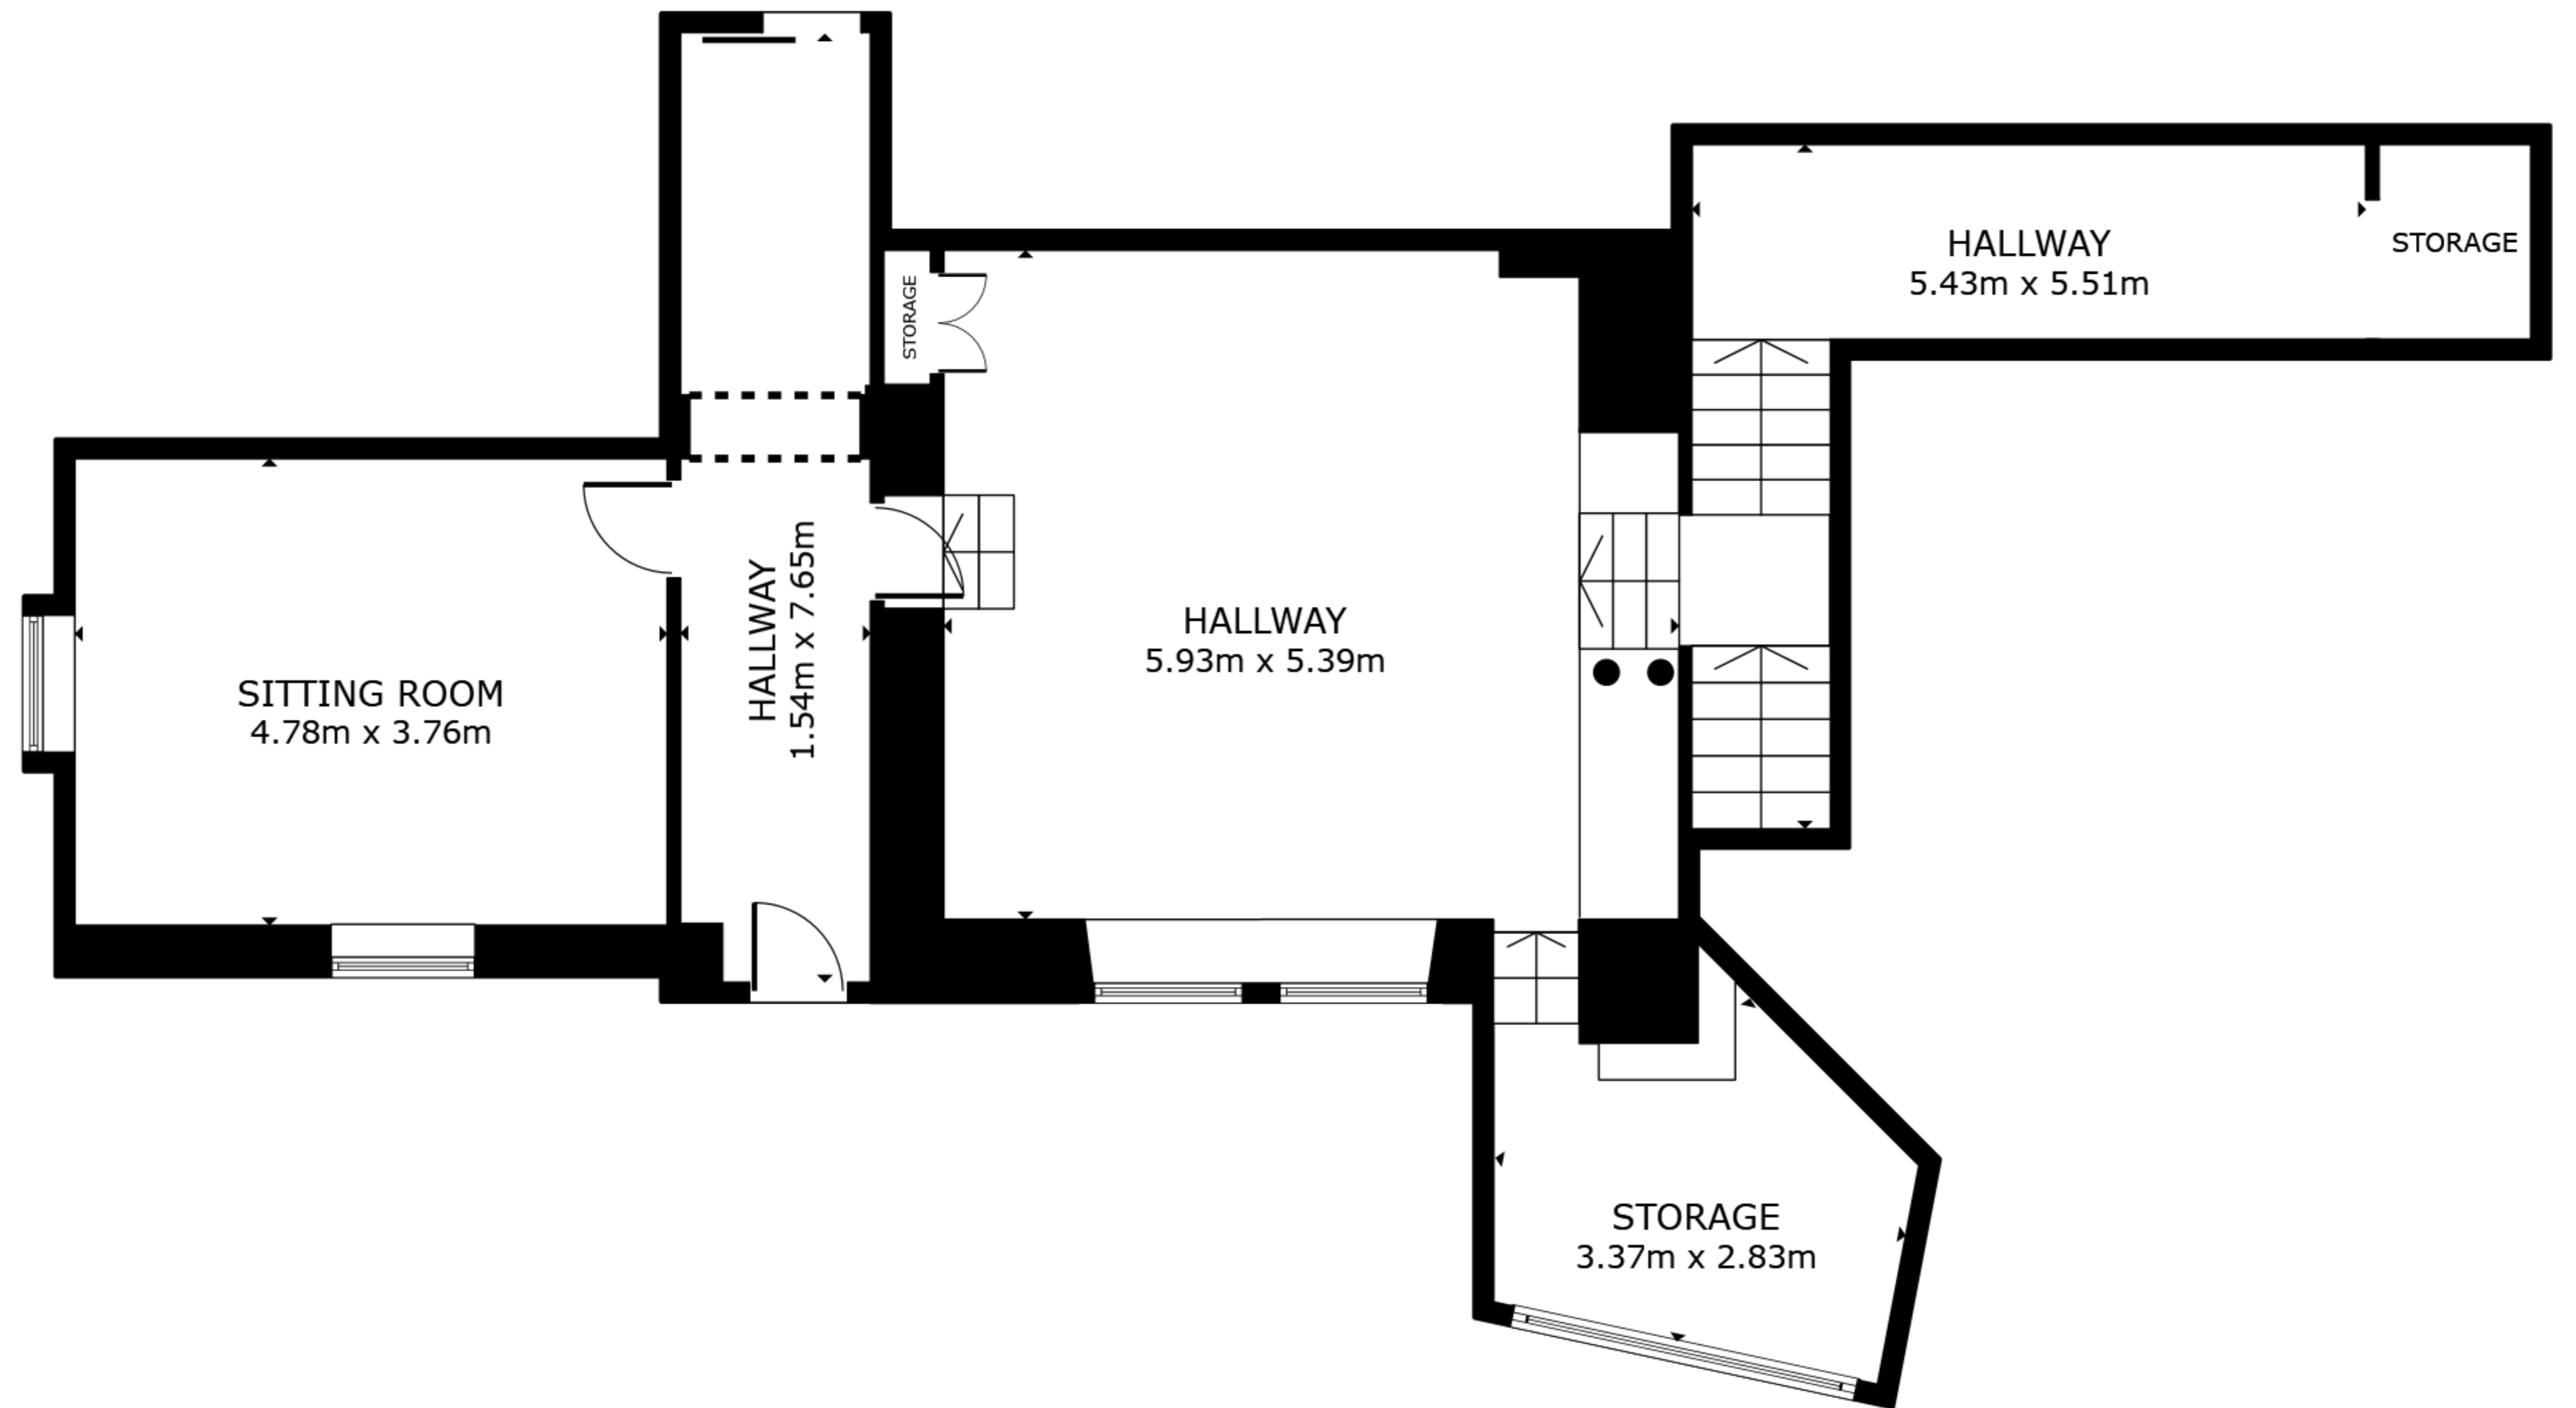 HALLWAY
5.43m x 5.51m
STORAGE
STORAGE
HALLWAY
1.54m x 7.65m
HALLWAY
5.93m x 5.39m
SITTING ROOM
4.78m x 3.76m
STORAGE
3.37m x 2.83m